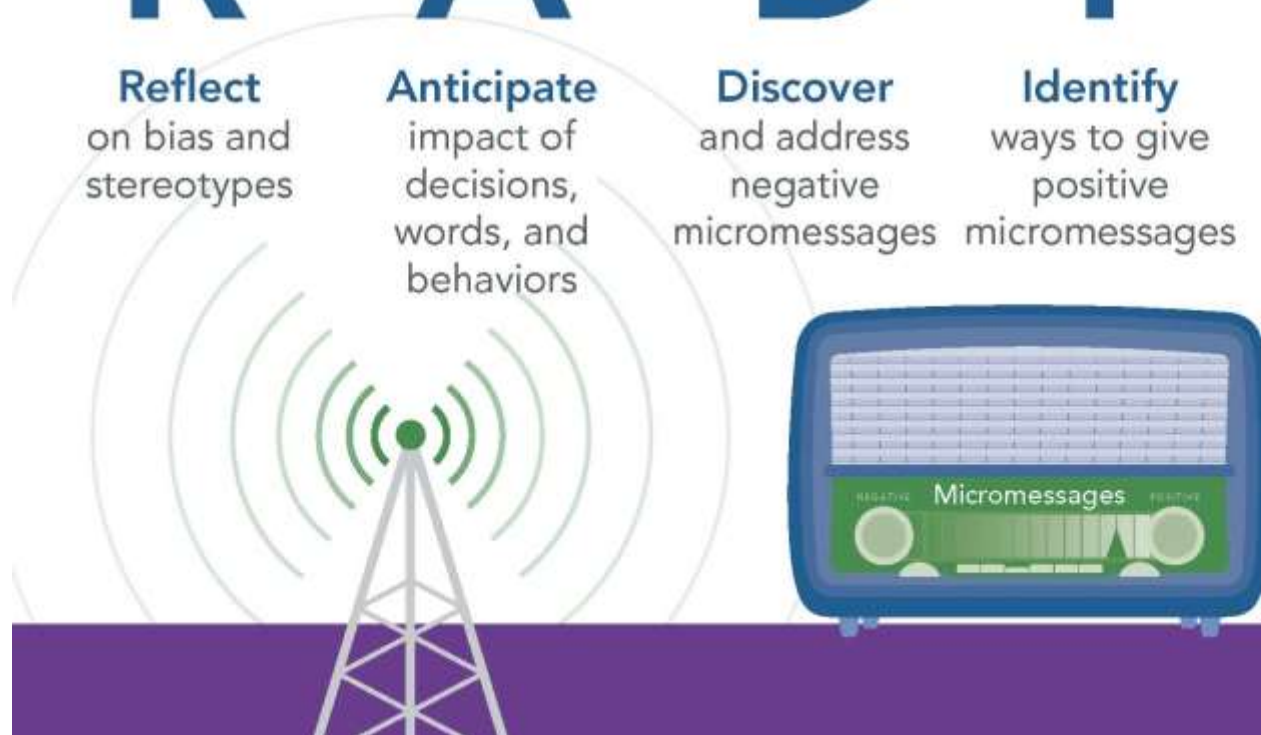 R A D I
Reflect
on bias and
stereotypes
Anticipate
impact of
decisions,
words, and
behaviors
Discover
and address
negative
micromessages
Identify
ways to give
positive
micromessages
NEGATIVE Micromessages POSITIVE